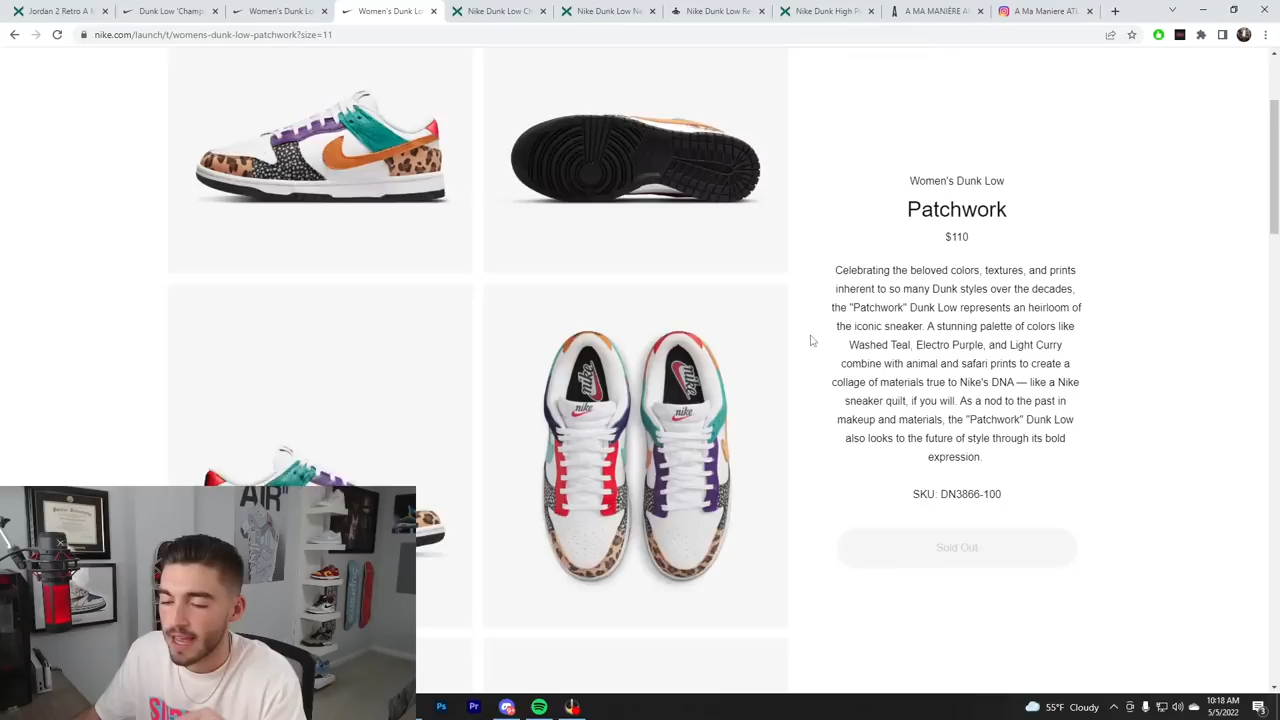 Women's Dunk L
Dunk Low 'Champ
Women's Dunk Lo
Women's Dunk Lo
Nike Dunk Low Ch
Nike Dunk Low Ne
Nike Dunk Low Re
Nike Dunk High P
A MA MANIÈRE A
A Ma Maniere ATL
Jordan 2 Retro A M
nike.com/launch/t/womens-dunk-low-patchwork?size=11
Women's Dunk Low
Patchwork
$110
Celebrating the beloved colors, textures, and prints
inherent to so many Dunk styles over the decades,
the "Patchwork" Dunk Low represents an heirloom of
the iconic sneaker. A stunning palette of colors like
Washed Teal, Electro Purple, and Light Curry
combine with animal and safari prints to create a
collage of materials true to Nike's DNA — like a Nike
sneaker quilt, if you will. As a nod to the past in
makeup and materials, the "Patchwork" Dunk Low
also looks to the future of style through its bold
expression.
SKU: DN3866-100
Sold Out
nike
nike
AIR"
Ps
Pr
55°F Cloudy
10:18 AM
5/5/2022